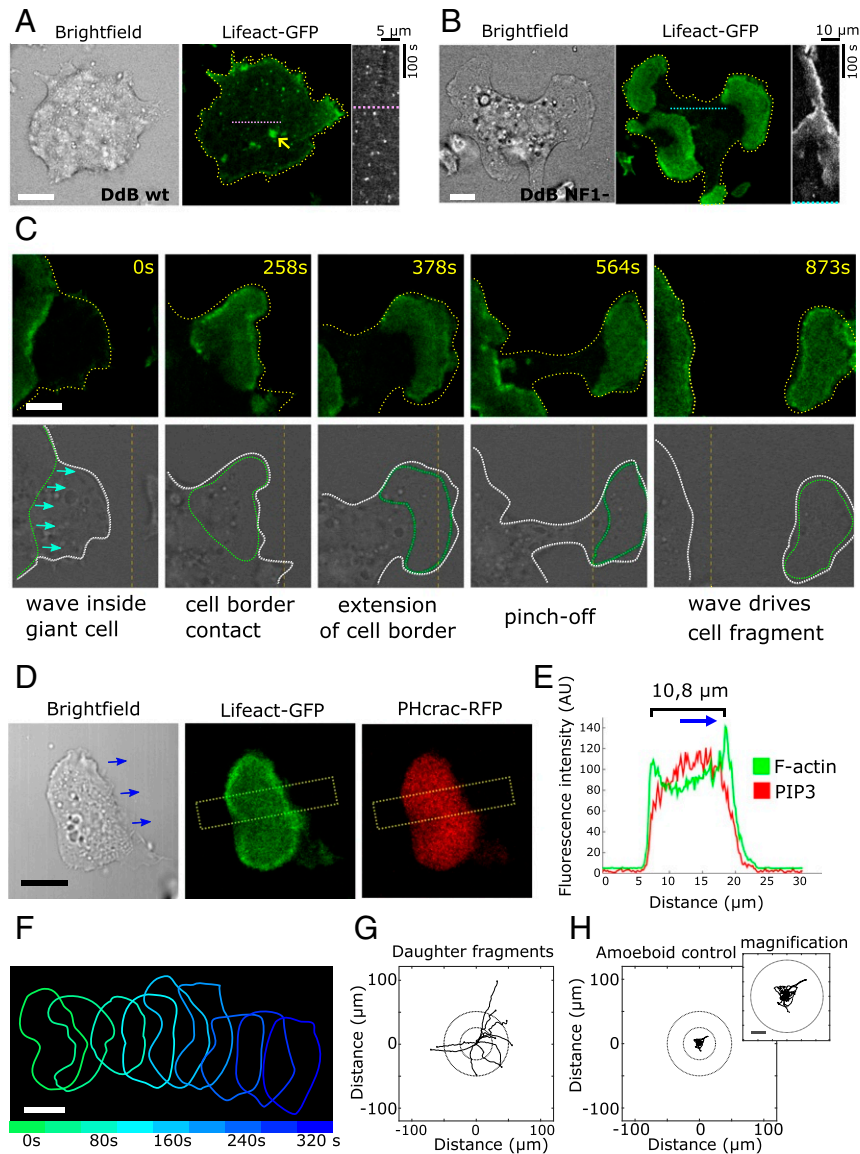 A
Brightfield
Lifeact-GFP
5 µm
100 s
DdB wt
B
Brightfield
Lifeact-GFP
10 µm
100 s
DdB NF1-
C
0s
258s
378s
564s
873s
wave inside
giant cell
cell border
contact
extension
of cell border
pinch-off
wave drives
cell fragment
D
Brightfield
Lifeact-GFP
PHcrac-RFP
E
10,8 µm
Fluorescence intensity (AU)
140
120
100
80
60
40
20
0
0 5 10 15 20 25 30
Distance (µm)
F-actin
PIP3
F
0s 80s 160s 240s 320 s
G
Daughter fragments
Distance (µm)
100
0
-100
-100 0 100
Distance (µm)
H
Amoeboid control
magnification
Distance (µm)
100
0
-100
-100 0 100
Distance (µm)